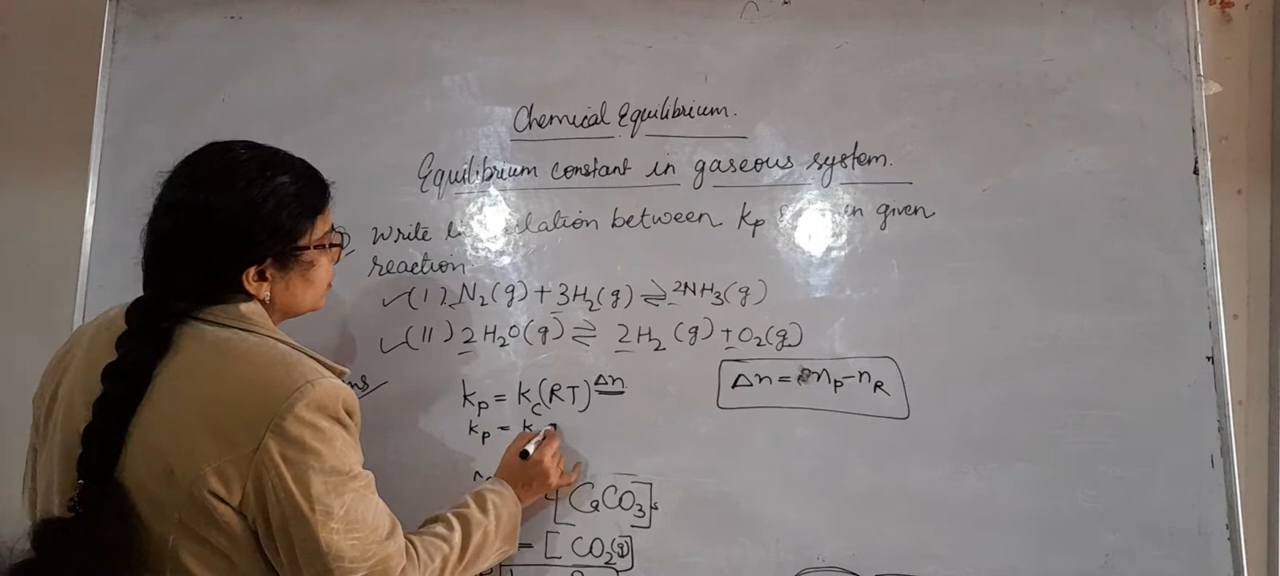 Chemical Equilibrium.
Equilibrium constant in gaseous system.
Write between Kp in given
reaction.
(I) N₂(g) + 3H₂(g) ⇌ 2NH₃(g)
(II) 2H₂O(g) ⇌ 2H₂(g) + O₂(g)
Kp = Kc(RT)^Δn
Δn = nP - nR
Kp = K
[CaCO₃]s
= [CO₂(g)]